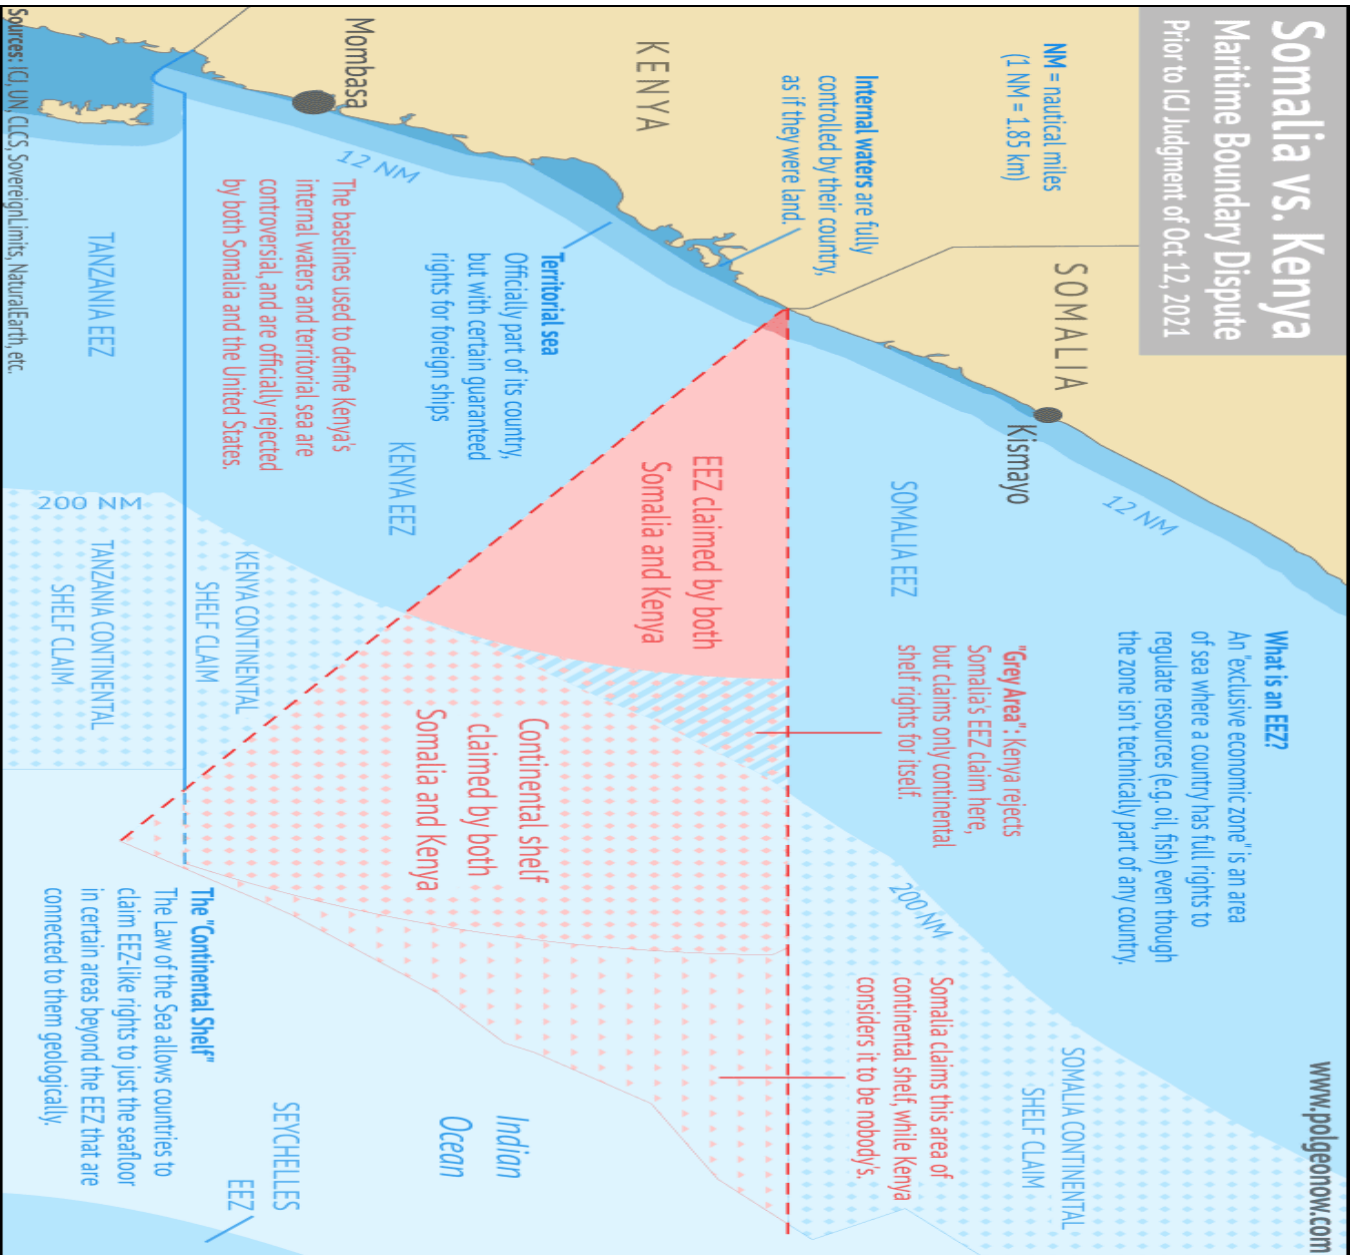 Somalia vs. Kenya
Maritime Boundary Dispute
Prior to ICJ Judgment of Oct 12, 2021
www.polgeonow.com
NM = nautical miles
(1 NM = 1.85 km)
SOMALIA
Kismayo
12 NM
What is an EEZ?
An "exclusive economic zone" is an area
of sea where a country has full rights to
regulate resources (e.g. oil, fish) even though
the zone isn't technically part of any country.
SOMALIA CONTINENTAL
SHELF CLAIM
Internal waters are fully
controlled by their country,
as if they were land.
SOMALIA EEZ
"Grey Area": Kenya rejects
Somalia's EEZ claim here,
but claims only continental
shelf rights for itself.
200 NM
Somalia claims this area of
continental shelf, while Kenya
considers it to be nobody's.
KENYA
EEZ claimed by both
Somalia and Kenya
Territorial sea
Officially part of its country,
but with certain guaranteed
rights for foreign ships
Continental shelf
claimed by both
Somalia and Kenya
Indian
Ocean
Mombasa
12 NM
KENYA EEZ
The baselines used to define Kenya's
internal waters and territorial sea are
controversial, and are officially rejected
by both Somalia and the United States.
KENYA CONTINENTAL
SHELF CLAIM
SEYCHELLES
EEZ
The "Continental Shelf"
The Law of the Sea allows countries to
claim EEZ-like rights to just the seafloor
in certain areas beyond the EEZ that are
connected to them geologically.
TANZANIA EEZ
200 NM
TANZANIA CONTINENTAL
SHELF CLAIM
Sources: ICJ, UN, CLCS, SovereignLimits, NaturalEarth, etc.